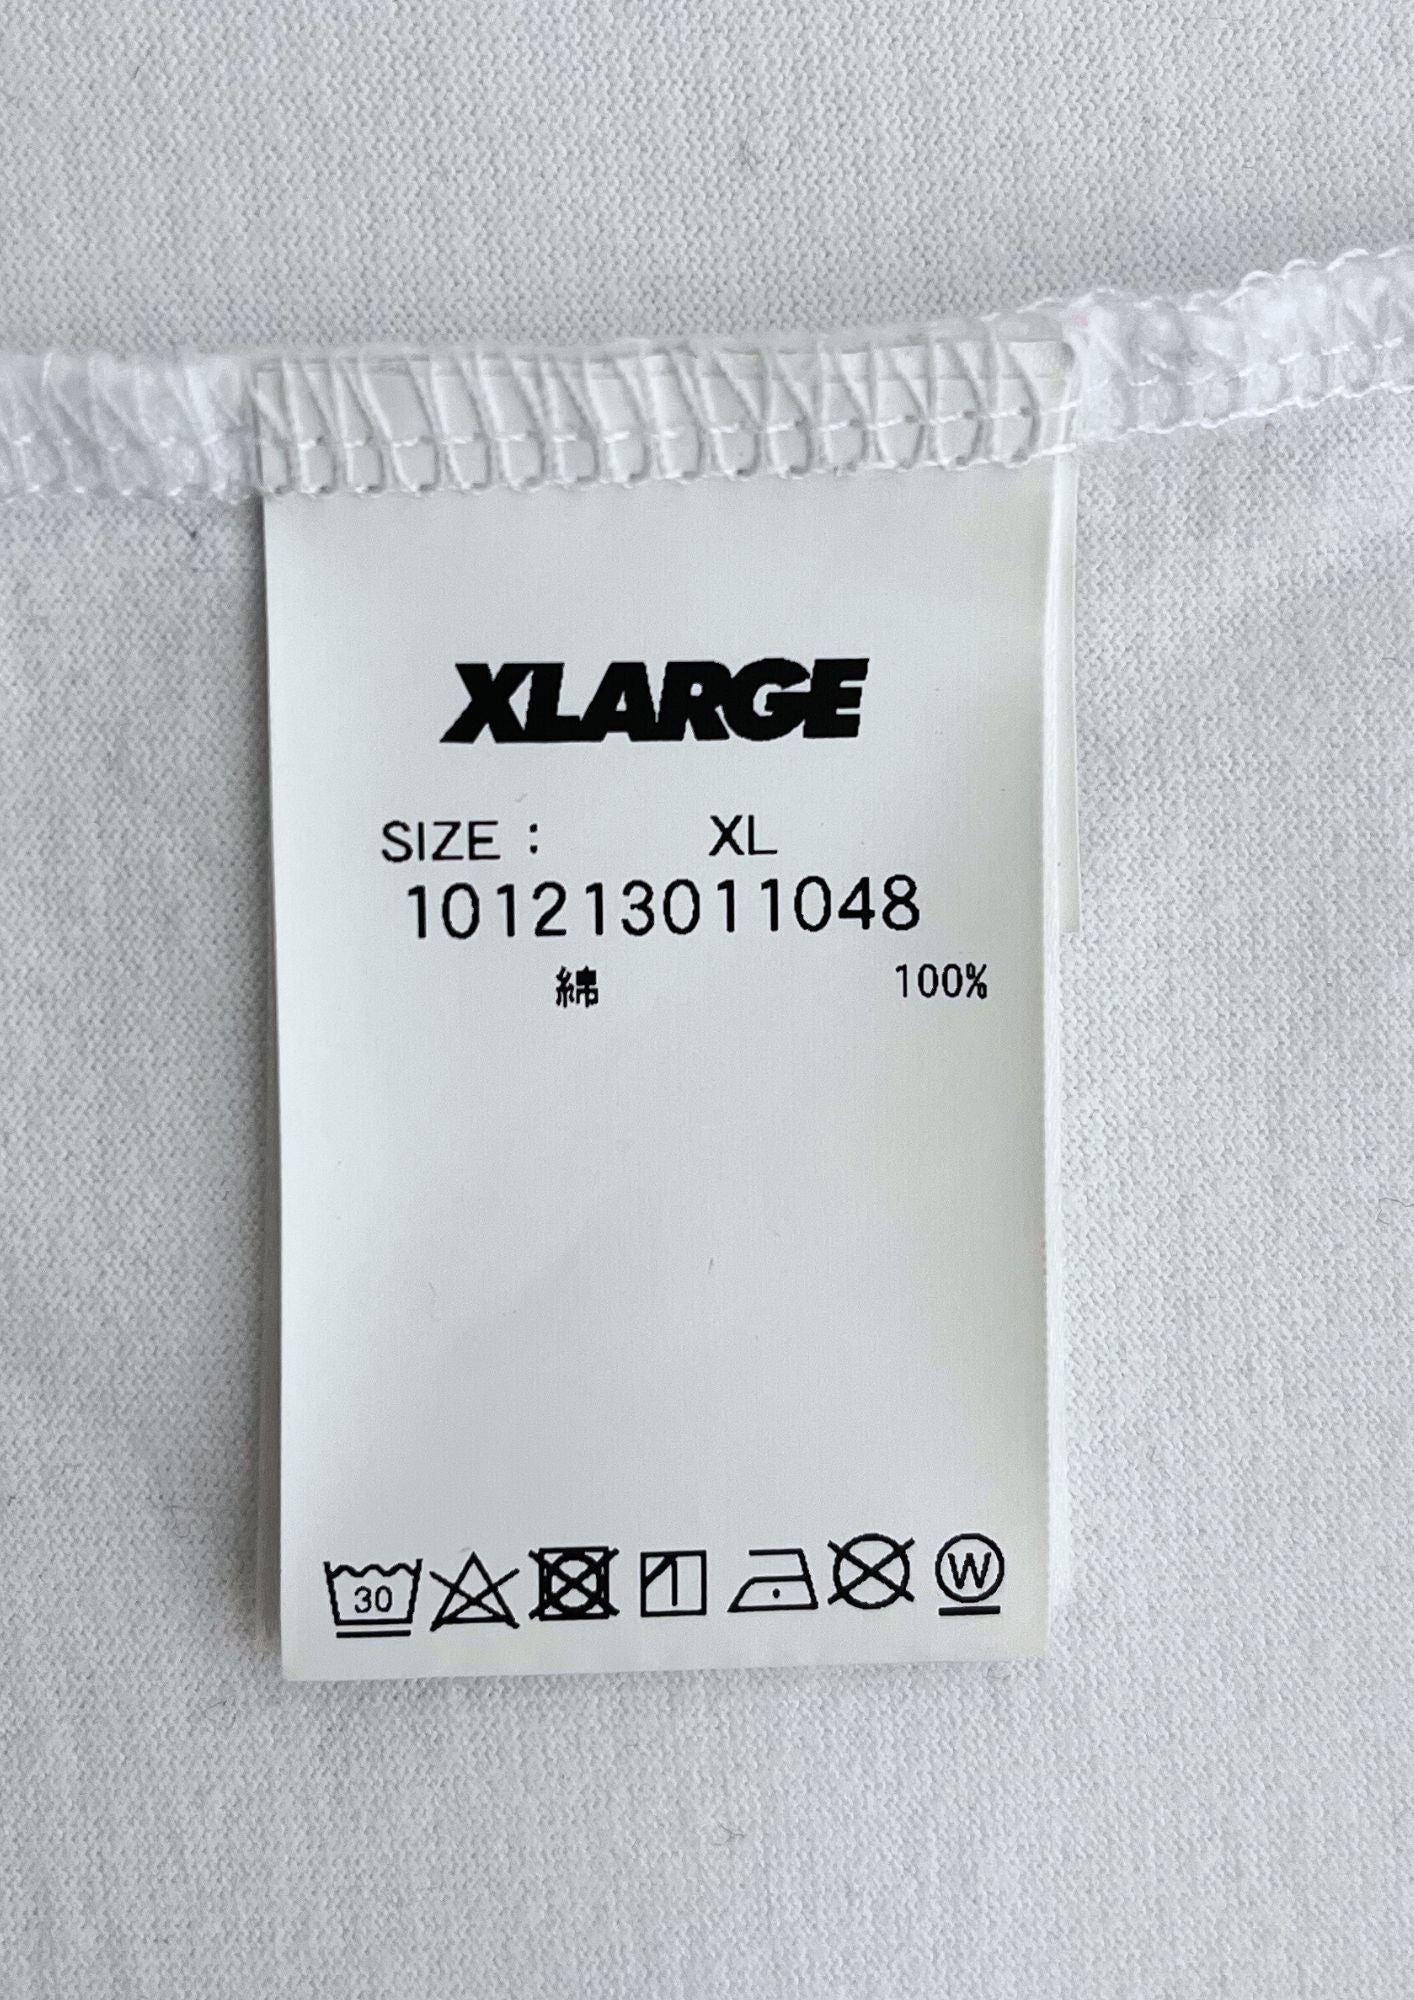 XLARGE
SIZE : XL
101213011048
綿 100%
30 W